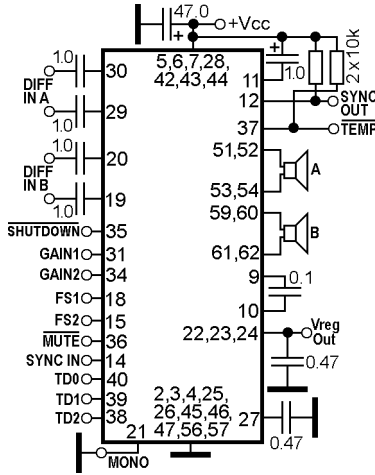 47.0
+ +Vcc
1.0
DIFF
IN A
1.0
1.0
DIFF
IN B
1.0
30
29
20
19
5,6,7,28,
42,43,44
+
1.0
2x10k
11
12
SYNC
OUT
37
TEMP
51,52
A
53,54
59,60
B
61,62
9
0.1
10
22,23,24
Vreg
Out
0.47
SHUTDOWN 35
GAIN1 31
GAIN2 34
FS1 18
FS2 15
MUTE 36
SYNC IN 14
TD0 40
TD1 39
TD2 38
2,3,4,25,
26,45,46,
47,56,57
27
0.47
21
MONO